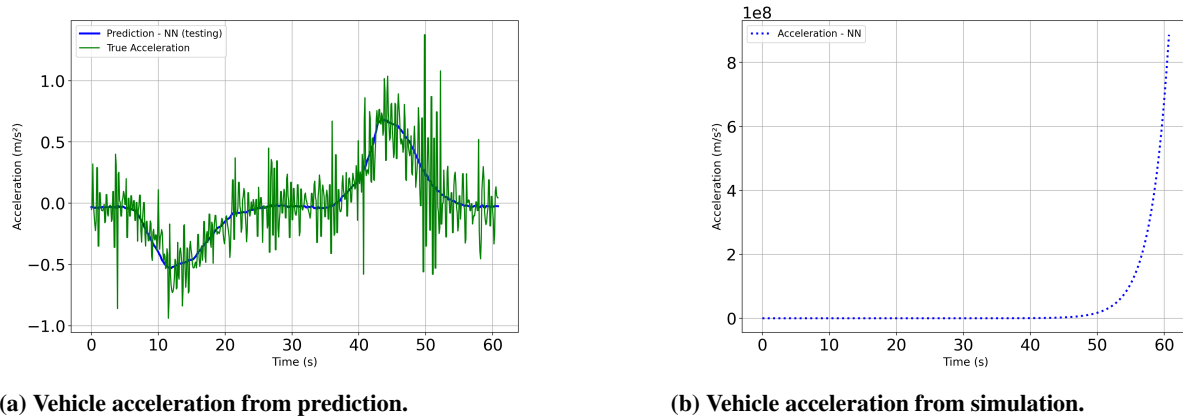 Prediction - NN (testing)
True Acceleration
Acceleration (m/s²)
1.0
0.5
0.0
−0.5
−1.0
0 10 20 30 40 50 60
Time (s)
(a) Vehicle acceleration from prediction.
1e8
Acceleration - NN
Acceleration (m/s²)
8
6
4
2
0
0 10 20 30 40 50 60
Time (s)
(b) Vehicle acceleration from simulation.